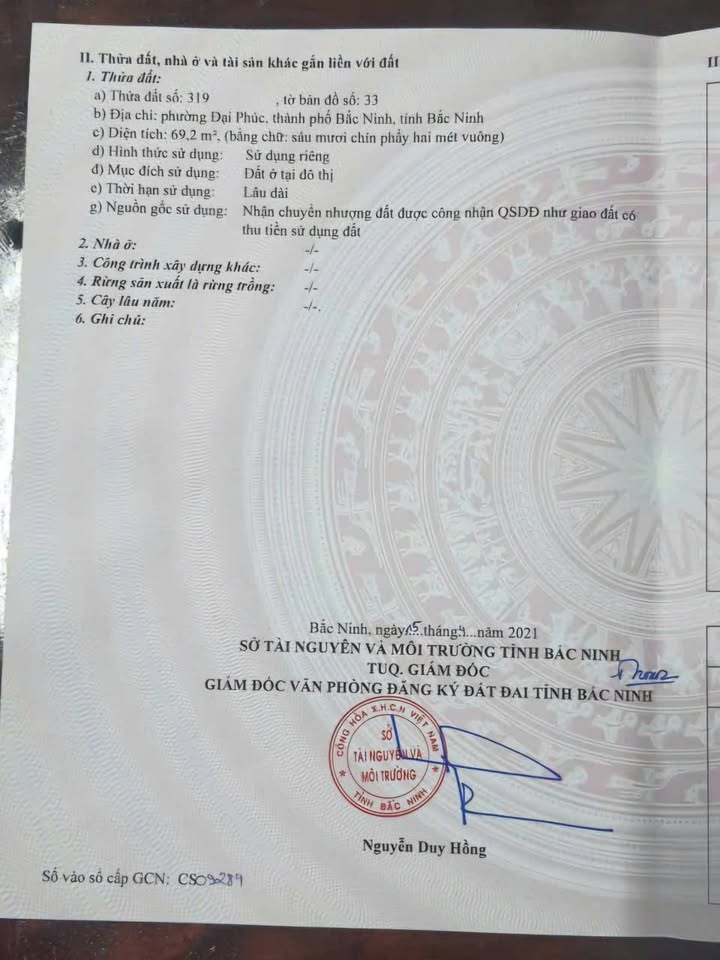 II. Thửa đất, nhà ở và tài sản khác gắn liền với đất
1. Thửa đất:
a) Thửa đất số: 319 , tờ bản đồ số: 33
b) Địa chỉ: phường Đại Phúc, thành phố Bắc Ninh, tỉnh Bắc Ninh
c) Diện tích: 69,2 m², (bằng chữ: sáu mươi chín phẩy hai mét vuông)
d) Hình thức sử dụng: Sử dụng riêng
đ) Mục đích sử dụng: Đất ở tại đô thị
e) Thời hạn sử dụng: Lâu dài
g) Nguồn gốc sử dụng: Nhận chuyển nhượng đất được công nhận QSDĐ như giao đất có
thu tiền sử dụng đất
2. Nhà ở: -/-
3. Công trình xây dựng khác: -/-
4. Rừng sản xuất là rừng trồng: -/-
5. Cây lâu năm: -/-.
6. Ghi chú:
II
Bắc Ninh, ngày 15 tháng 4 năm 2021
SỞ TÀI NGUYÊN VÀ MÔI TRƯỜNG TỈNH BẮC NINH
TUQ. GIÁM ĐỐC
GIÁM ĐỐC VĂN PHÒNG ĐĂNG KÝ ĐẤT ĐAI TỈNH BẮC NINH
CỘNG HÒA X.H.C.N VIỆT NAM
SỞ
TÀI NGUYÊN VÀ
MÔI TRƯỜNG
TỈNH BẮC NINH
Nguyễn Duy Hồng
Số vào sổ cấp GCN: CS09284